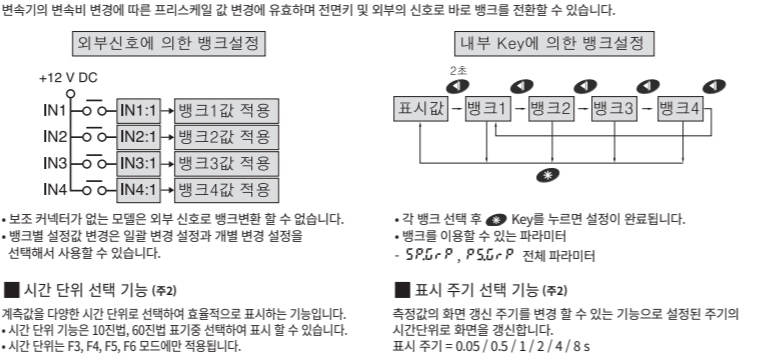 변속기의 변속비 변경에 따른 프리스케일 값 변경에 유효하며 전면키 및 외부의 신호로 바로 뱅크를 전환할 수 있습니다.
외부신호에 의한 뱅크설정
+12 V DC
IN1 IN1:1 뱅크1값 적용
IN2 IN2:1 뱅크2값 적용
IN3 IN3:1 뱅크3값 적용
IN4 IN4:1 뱅크4값 적용
• 보조 커넥터가 없는 모델은 외부 신호로 뱅크변환 할 수 없습니다.
• 뱅크별 설정값 변경은 일괄 변경 설정과 개별 변경 설정을
선택해서 사용할 수 있습니다.
내부 Key에 의한 뱅크설정
2초
표시값 뱅크1 뱅크2 뱅크3 뱅크4
• 각 뱅크 선택 후 Key를 누르면 설정이 완료됩니다.
• 뱅크를 이용할 수 있는 파라미터
- SP.GrP , PS.GrP 전체 파라미터
■ 시간 단위 선택 기능 (주2)
계측값을 다양한 시간 단위로 선택하여 효율적으로 표시하는 기능입니다.
• 시간 단위 기능은 10진법, 60진법 표기중 선택하여 표시 할 수 있습니다.
• 시간 단위는 F3, F4, F5, F6 모드에만 적용됩니다.
■ 표시 주기 선택 기능 (주2)
측정값의 화면 갱신 주기를 변경 할 수 있는 기능으로 설정된 주기의
시간단위로 화면을 갱신합니다.
표시 주기 = 0.05 / 0.5 / 1 / 2 / 4 / 8 s